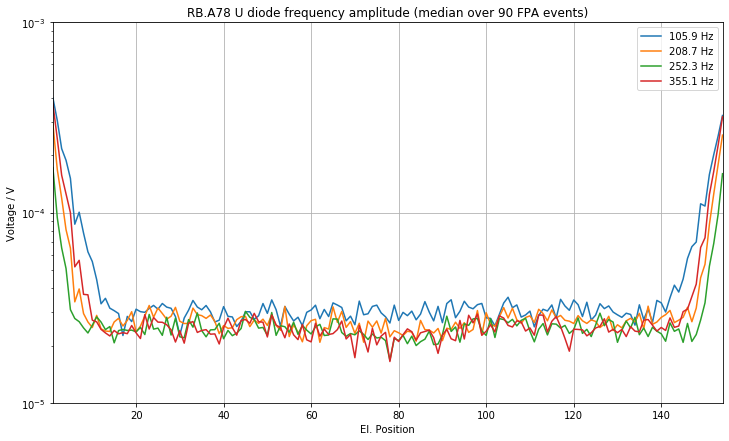 RB.A78 U diode frequency amplitude (median over 90 FPA events)
105.9 Hz
208.7 Hz
252.3 Hz
355.1 Hz
Voltage / V
10⁻³
10⁻⁴
10⁻⁵
20 40 60 80 100 120 140
El. Position